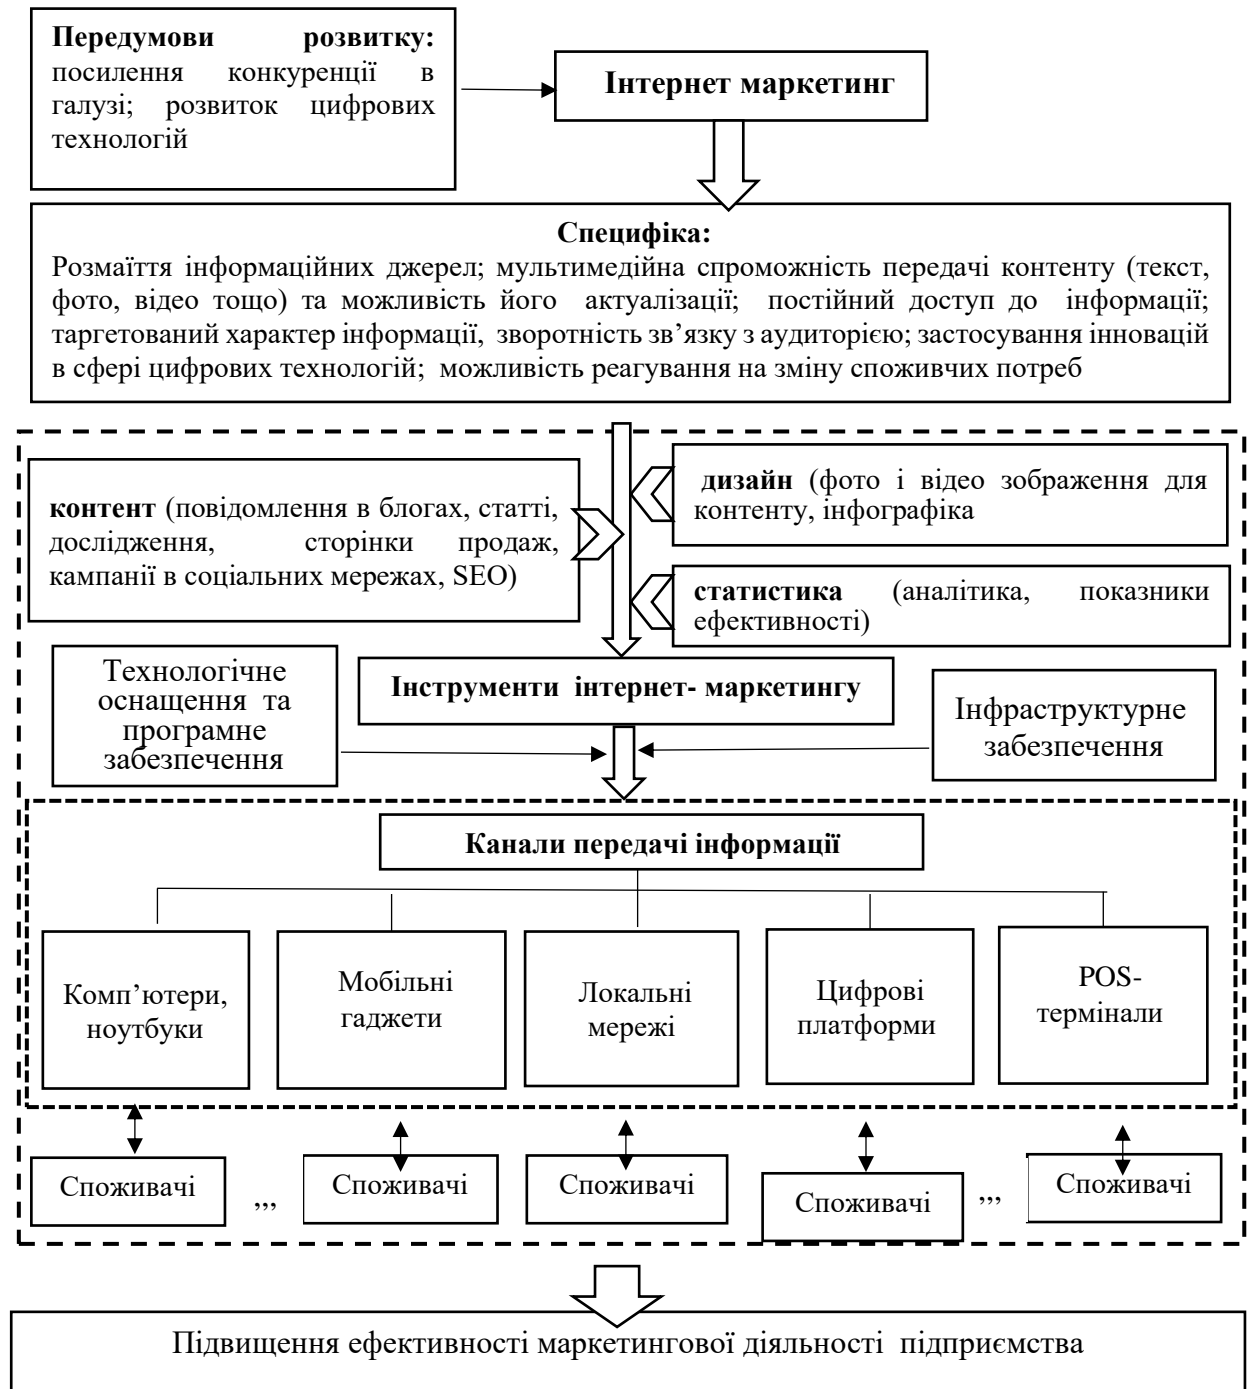 Передумови розвитку:
посилення конкуренції в
галузі; розвиток цифрових
технологій
Інтернет маркетинг
Специфіка:
Розмаїття інформаційних джерел; мультимедійна спроможність передачі контенту (текст,
фото, відео тощо) та можливість його актуалізації; постійний доступ до інформації;
таргетований характер інформації, зворотність зв’язку з аудиторією; застосування інновацій
в сфері цифрових технологій; можливість реагування на зміну споживчих потреб
контент (повідомлення в блогах, статті,
дослідження, сторінки продаж,
кампанії в соціальних мережах, SEO)
дизайн (фото і відео зображення для
контенту, інфографіка
статистика (аналітика, показники
ефективності)
Технологічне
оснащення та
програмне
забезпечення
Інструменти інтернет- маркетингу
Інфраструктурне
забезпечення
Канали передачі інформації
Комп’ютери,
ноутбуки
Мобільні
гаджети
Локальні
мережі
Цифрові
платформи
POS-
термінали
Споживачі
,,,
Споживачі
Споживачі
Споживачі
,,,
Споживачі
Підвищення ефективності маркетингової діяльності підприємства